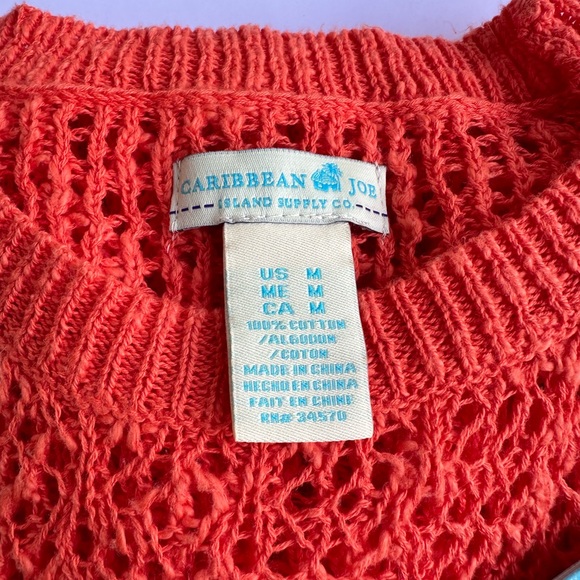 CARIBBEAN JOE
ISLAND SUPPLY CO.
US M
ME M
CA M
100% COTTON
/ALGODON
/COTON
MADE IN CHINA
HECHO EN CHINA
FAIT EN CHINE
RN# 34570